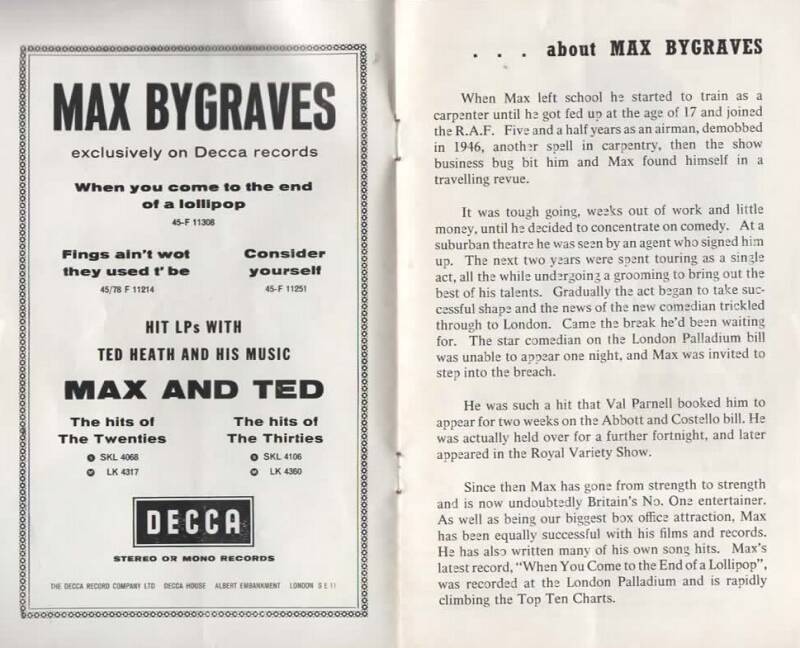 MAX BYGRAVES
exclusively on Decca records
When you come to the end
of a lollipop
45-F 11308
Fings ain't wot
they used t' be
45/78 F 11214
Consider
yourself
45-F 11251
HIT LPs WITH
TED HEATH AND HIS MUSIC
MAX AND TED
The hits of
The Twenties
S SKL 4068
M LK 4317
The hits of
The Thirties
S SKL 4106
M LK 4360
DECCA
STEREO OR MONO RECORDS
THE DECCA RECORD COMPANY LTD DECCA HOUSE ALBERT EMBANKMENT LONDON S E 11
. . . about MAX BYGRAVES
When Max left school he started to train as a
carpenter until he got fed up at the age of 17 and joined
the R.A.F. Five and a half years as an airman, demobbed
in 1946, another spell in carpentry, then the show
business bug bit him and Max found himself in a
travelling revue.
It was tough going, weeks out of work and little
money, until he decided to concentrate on comedy. At a
suburban theatre he was seen by an agent who signed him
up. The next two years were spent touring as a single
act, all the while undergoing a grooming to bring out the
best of his talents. Gradually the act began to take suc-
cessful shape and the news of the new comedian trickled
through to London. Came the break he'd been waiting
for. The star comedian on the London Palladium bill
was unable to appear one night, and Max was invited to
step into the breach.
He was such a hit that Val Parnell booked him to
appear for two weeks on the Abbott and Costello bill. He
was actually held over for a further fortnight, and later
appeared in the Royal Variety Show.
Since then Max has gone from strength to strength
and is now undoubtedly Britain's No. One entertainer.
As well as being our biggest box office attraction, Max
has been equally successful with his films and records.
He has also written many of his own song hits. Max's
latest record, "When You Come to the End of a Lollipop",
was recorded at the London Palladium and is rapidly
climbing the Top Ten Charts.